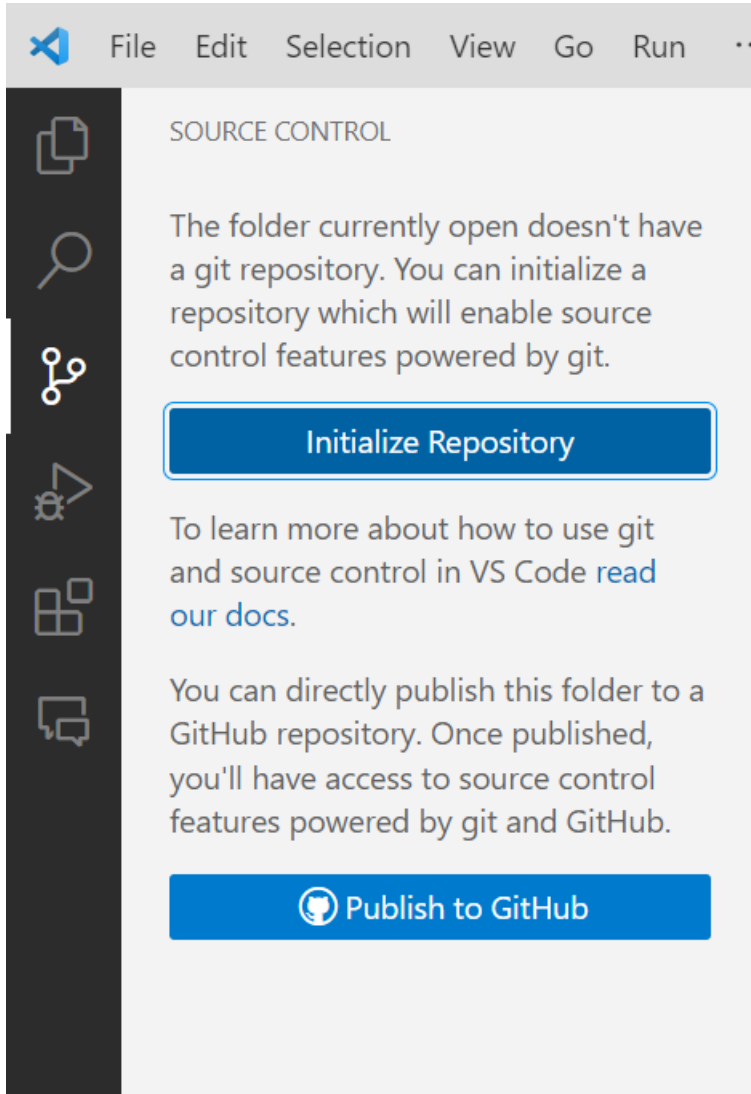 File Edit Selection View Go Run ··
SOURCE CONTROL
The folder currently open doesn't have
a git repository. You can initialize a
repository which will enable source
control features powered by git.
Initialize Repository
To learn more about how to use git
and source control in VS Code read
our docs.
You can directly publish this folder to a
GitHub repository. Once published,
you'll have access to source control
features powered by git and GitHub.
Publish to GitHub